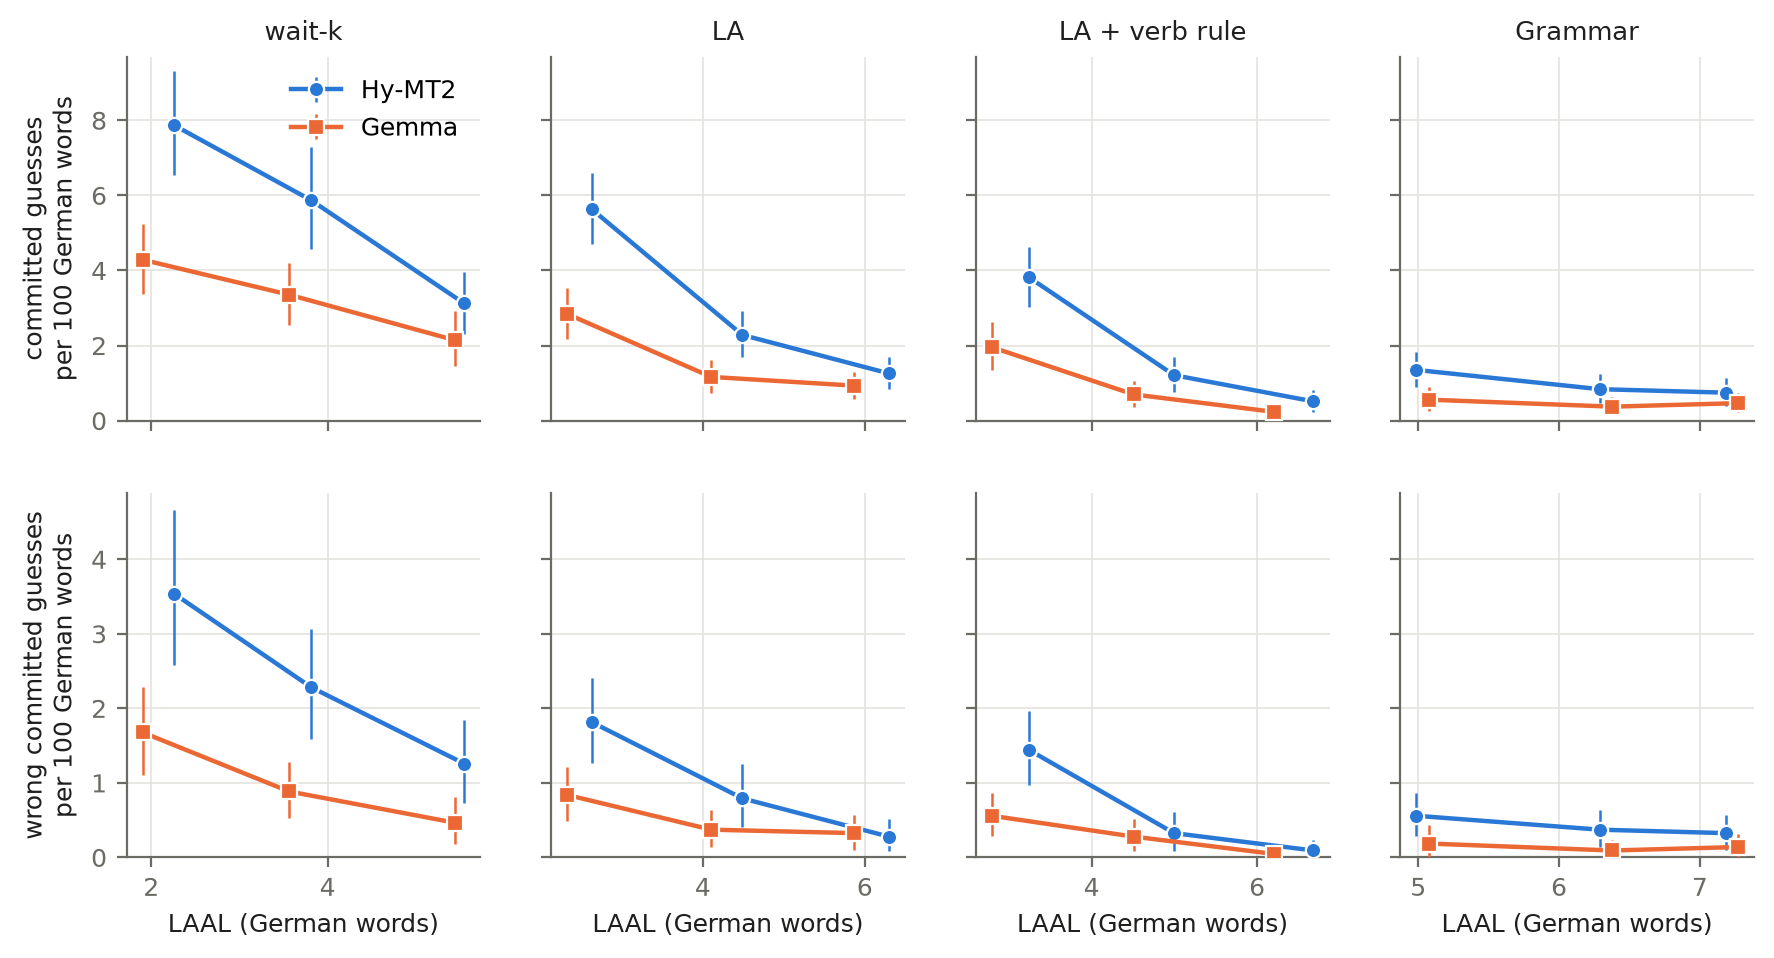 wait-k
LA
LA + verb rule
Grammar
committed guesses
per 100 German words
8
6
4
2
0
Hy-MT2
Gemma
wrong committed guesses
per 100 German words
4
3
2
1
0
2 4
4 6
4 6
5 6 7
LAAL (German words)
LAAL (German words)
LAAL (German words)
LAAL (German words)